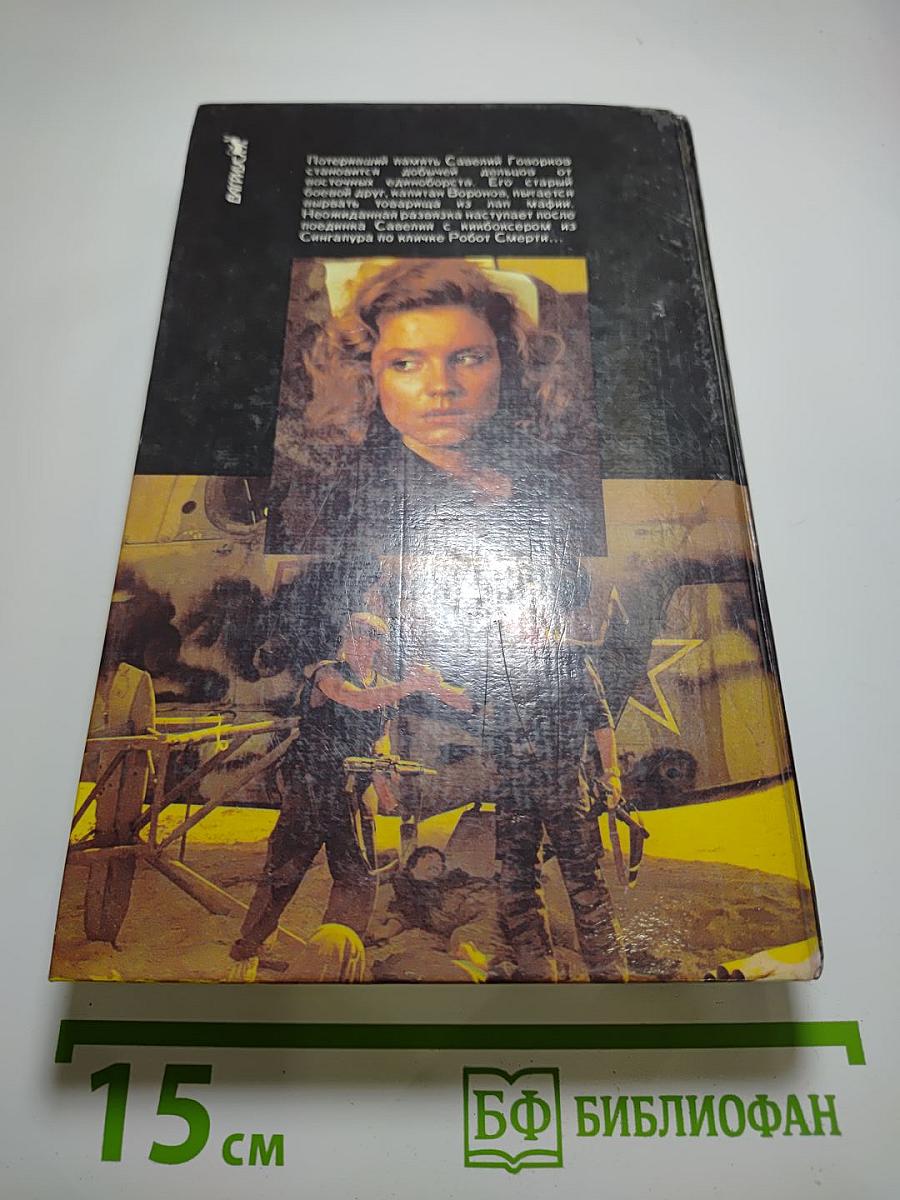 ВАГРИУС
Потерявший память Савелий Говорков
становится добычей дельцов от
восточных единоборств. Его старый
боевой друг, капитан Воронов, пытается
вырвать товарища из лап мафии.
Неожиданная развязка наступает после
поединка Савелия с кикбоксером из
Сингапура по кличке Робот Смерти...
15 см
БФ БИБЛИОФАН